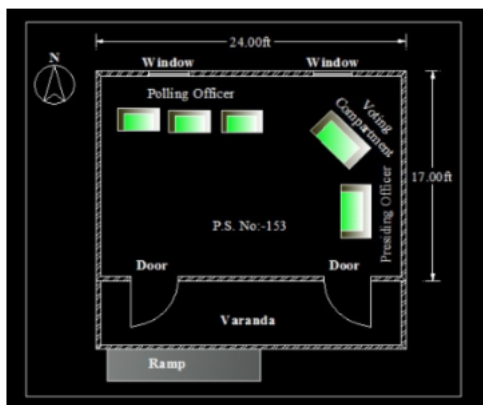 24.00ft
N
Window
Window
Polling Officer
Voting
Compartment
17.00ft
Presiding Officer
P.S. No:-153
Door
Door
Varanda
Ramp